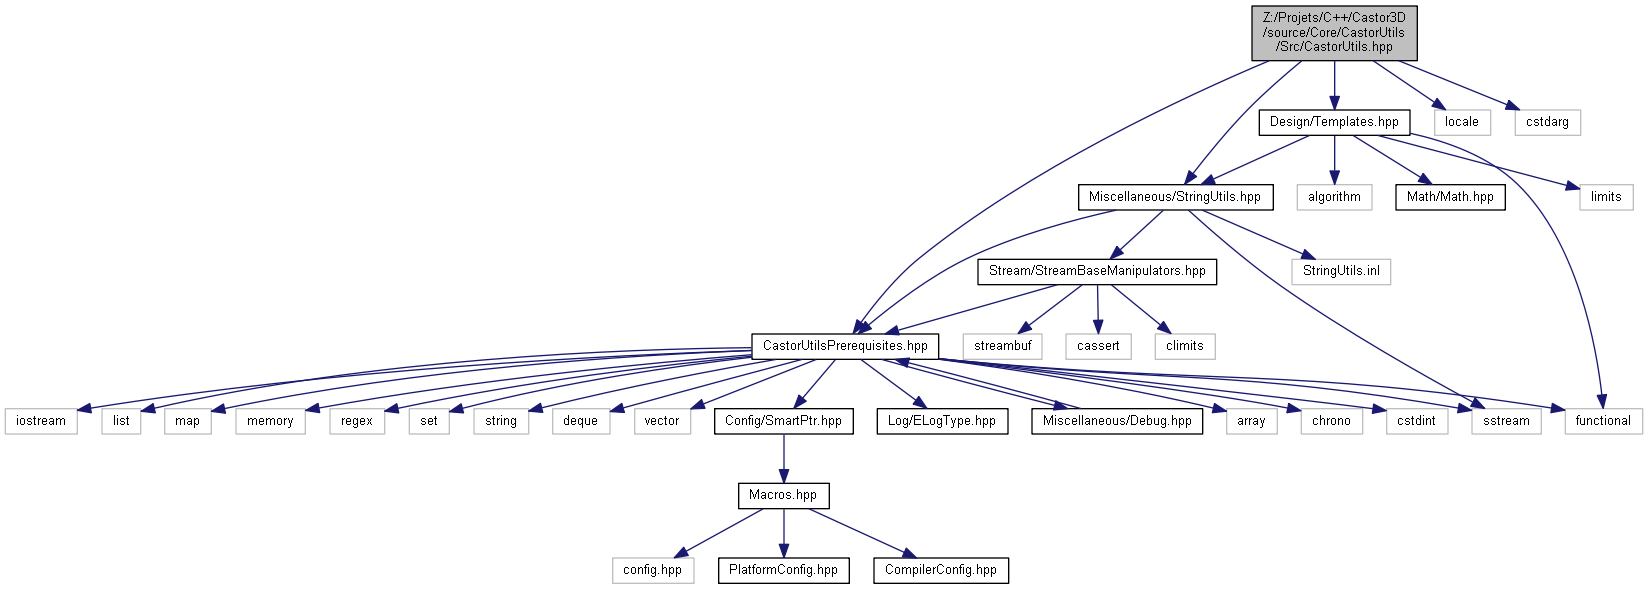 Z:/Projets/C++/Castor3D
/source/Core/CastorUtils
/Src/CastorUtils.hpp
Design/Templates.hpp
locale
cstdarg
Miscellaneous/StringUtils.hpp
algorithm
Math/Math.hpp
limits
Stream/StreamBaseManipulators.hpp
StringUtils.inl
CastorUtilsPrerequisites.hpp
streambuf
cassert
climits
iostream
list
map
memory
regex
set
string
deque
vector
Config/SmartPtr.hpp
Log/ELogType.hpp
Miscellaneous/Debug.hpp
array
chrono
cstdint
sstream
functional
Macros.hpp
config.hpp
PlatformConfig.hpp
CompilerConfig.hpp